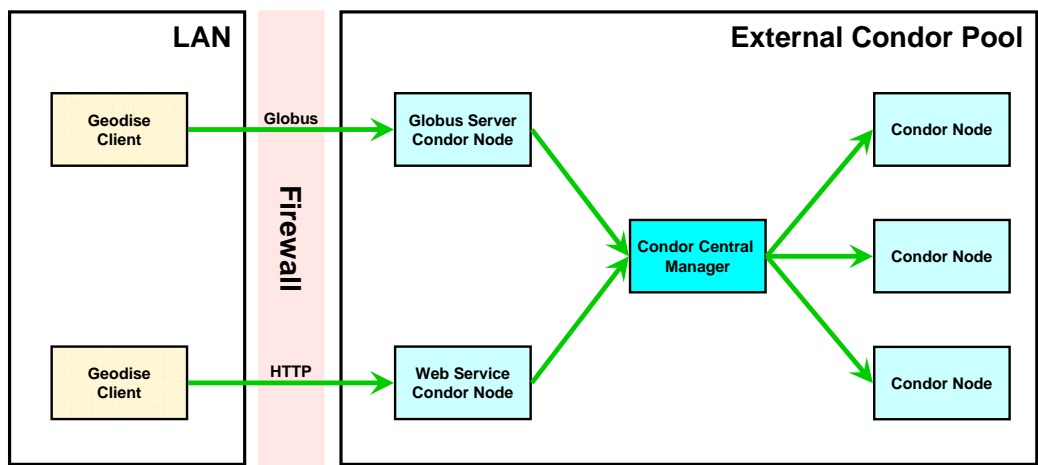 LAN
External Condor Pool
Geodise
Client
Globus
Globus Server
Condor Node
Condor Node
Firewall
Condor Central
Manager
Condor Node
Geodise
Client
HTTP
Web Service
Condor Node
Condor Node